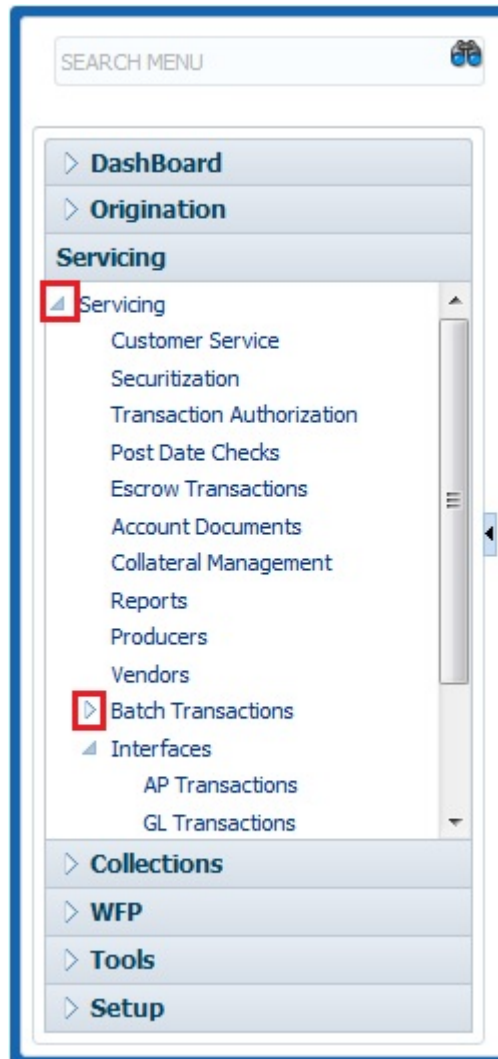 SEARCH MENU
DashBoard
Origination
Servicing
Servicing
Customer Service
Securitization
Transaction Authorization
Post Date Checks
Escrow Transactions
Account Documents
Collateral Management
Reports
Producers
Vendors
Batch Transactions
Interfaces
AP Transactions
GL Transactions
Collections
WFP
Tools
Setup